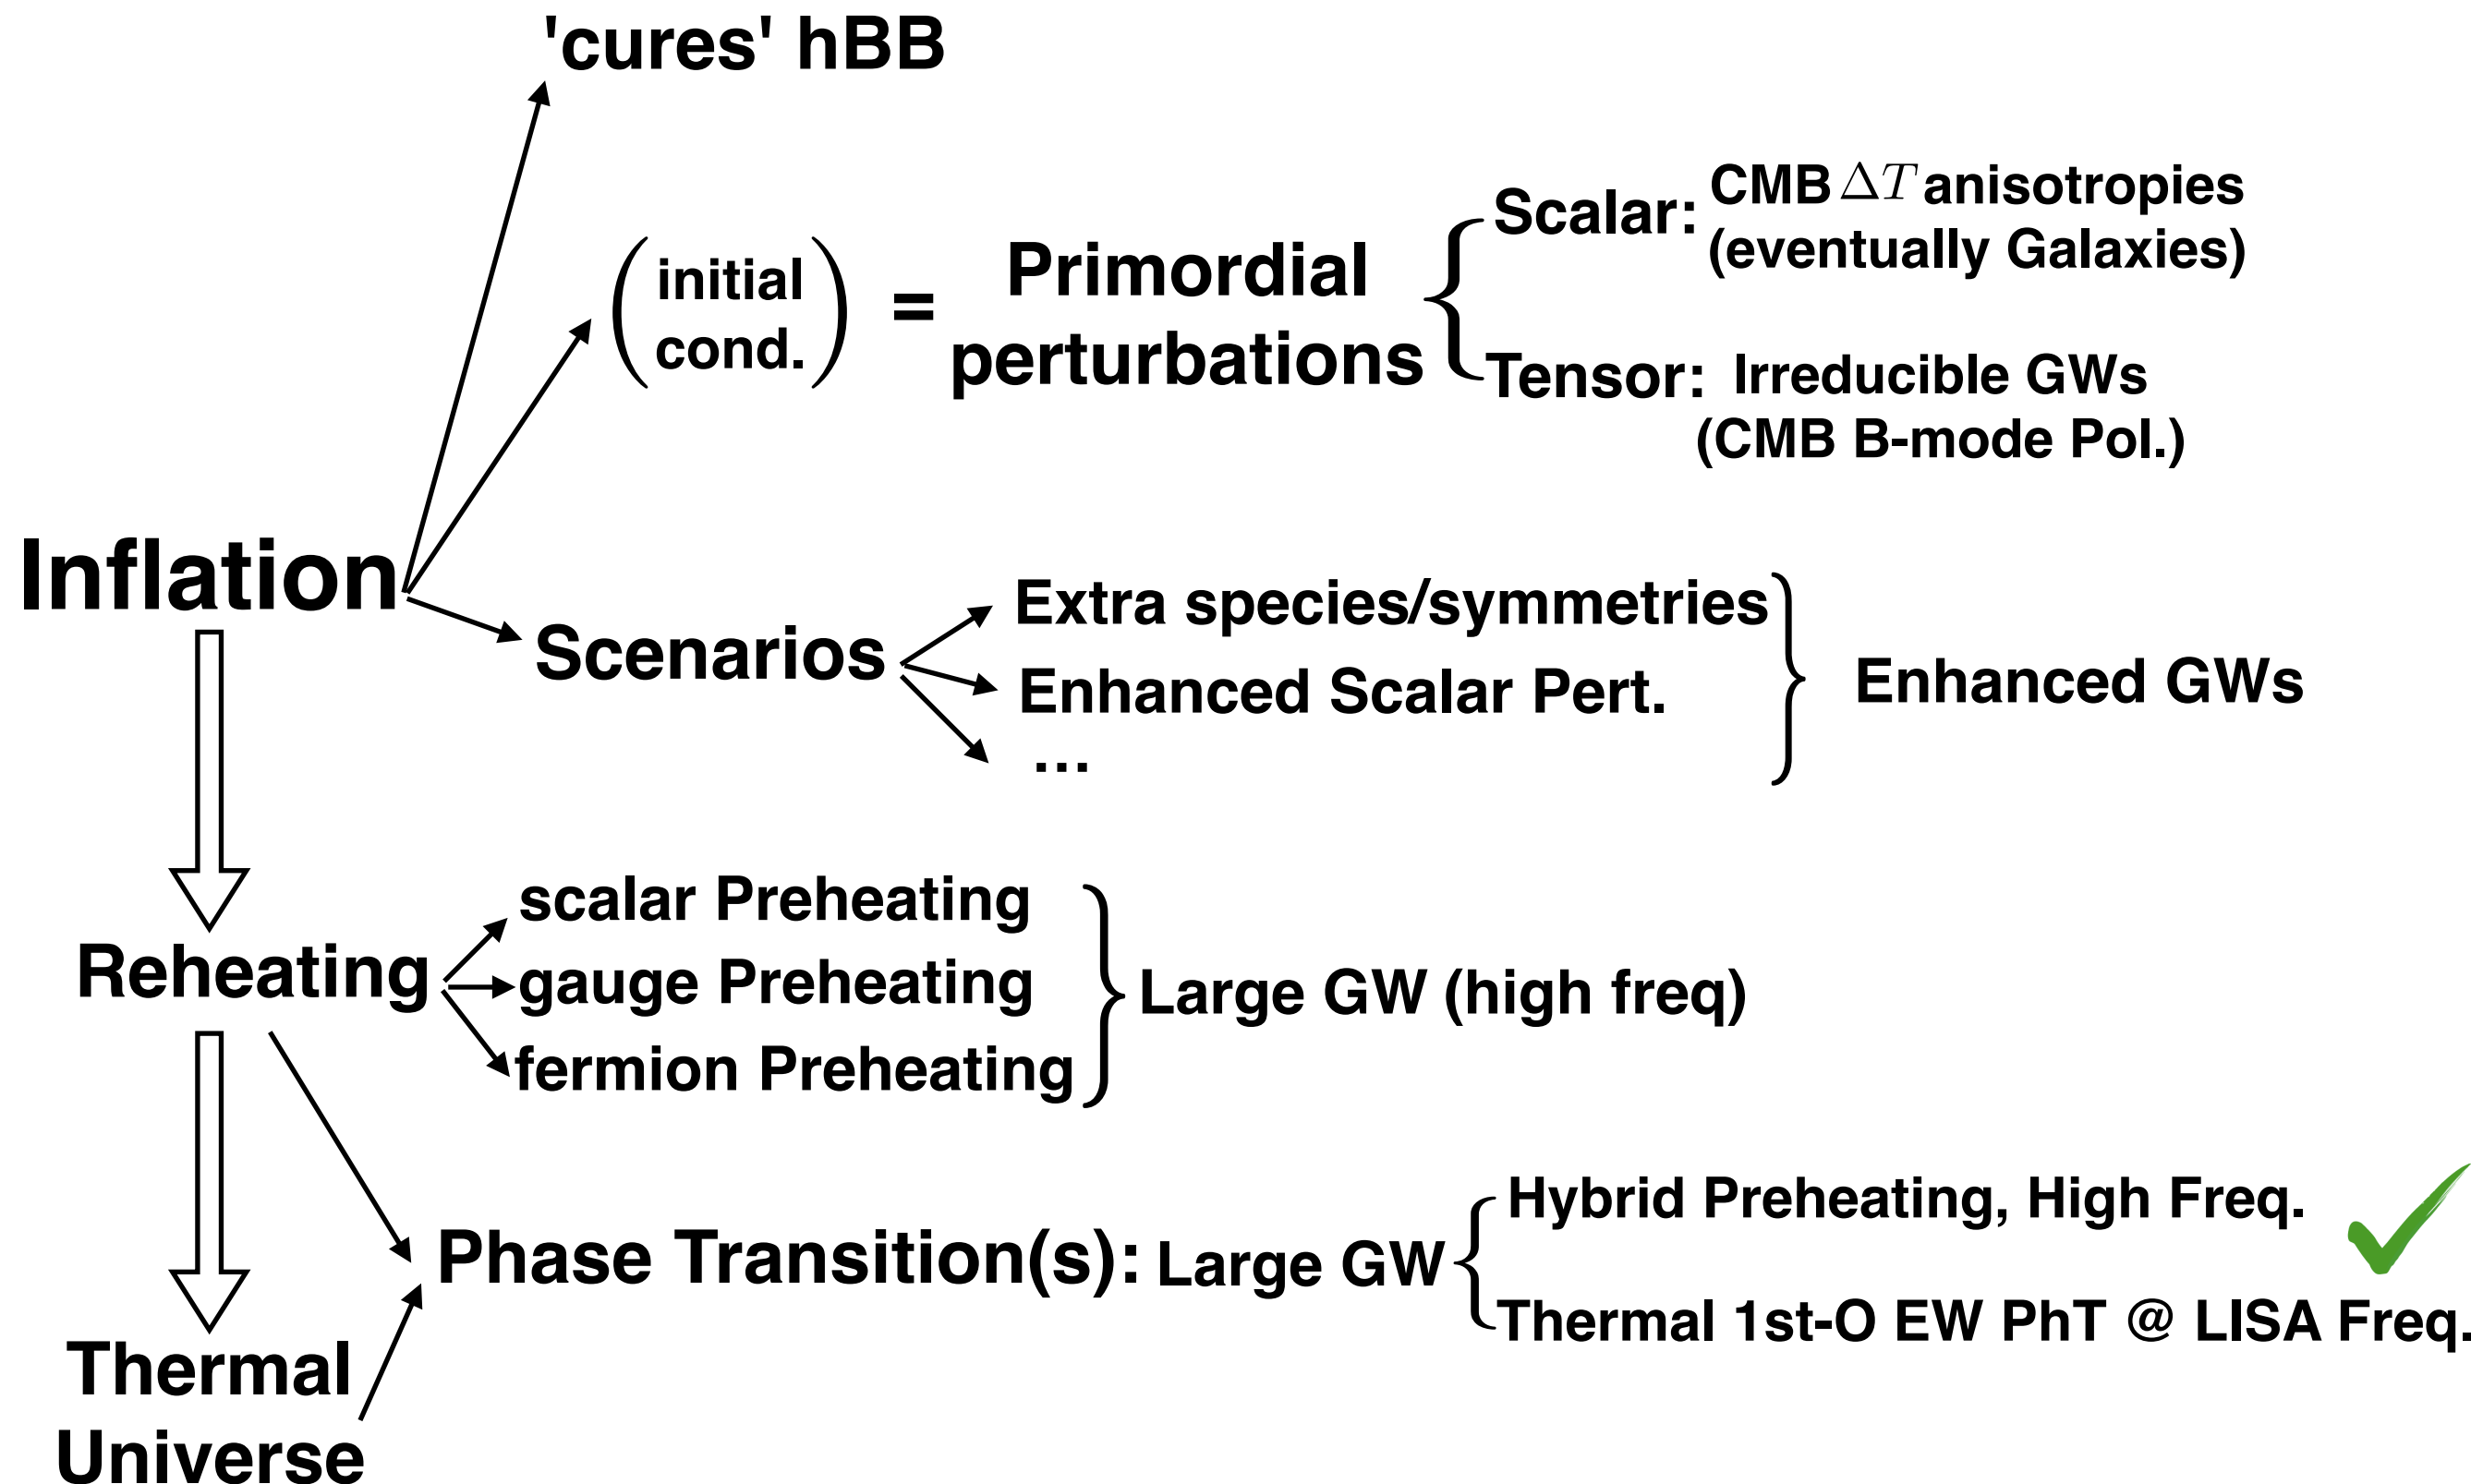 'cures' hBB
initial
cond.
=
Primordial
perturbations
Scalar:
CMB ΔT anisotropies
(eventually Galaxies)
Tensor: Irreducible GWs
(CMB B-mode Pol.)
Inflation
Scenarios
Extra species/symmetries
Enhanced Scalar Pert.
...
Enhanced GWs
Reheating
scalar Preheating
gauge Preheating
fermion Preheating
Large GW (high freq)
Phase Transition(s): Large GW
Hybrid Preheating, High Freq.
Thermal 1st-O EW PhT @ LISA Freq.
Thermal
Universe